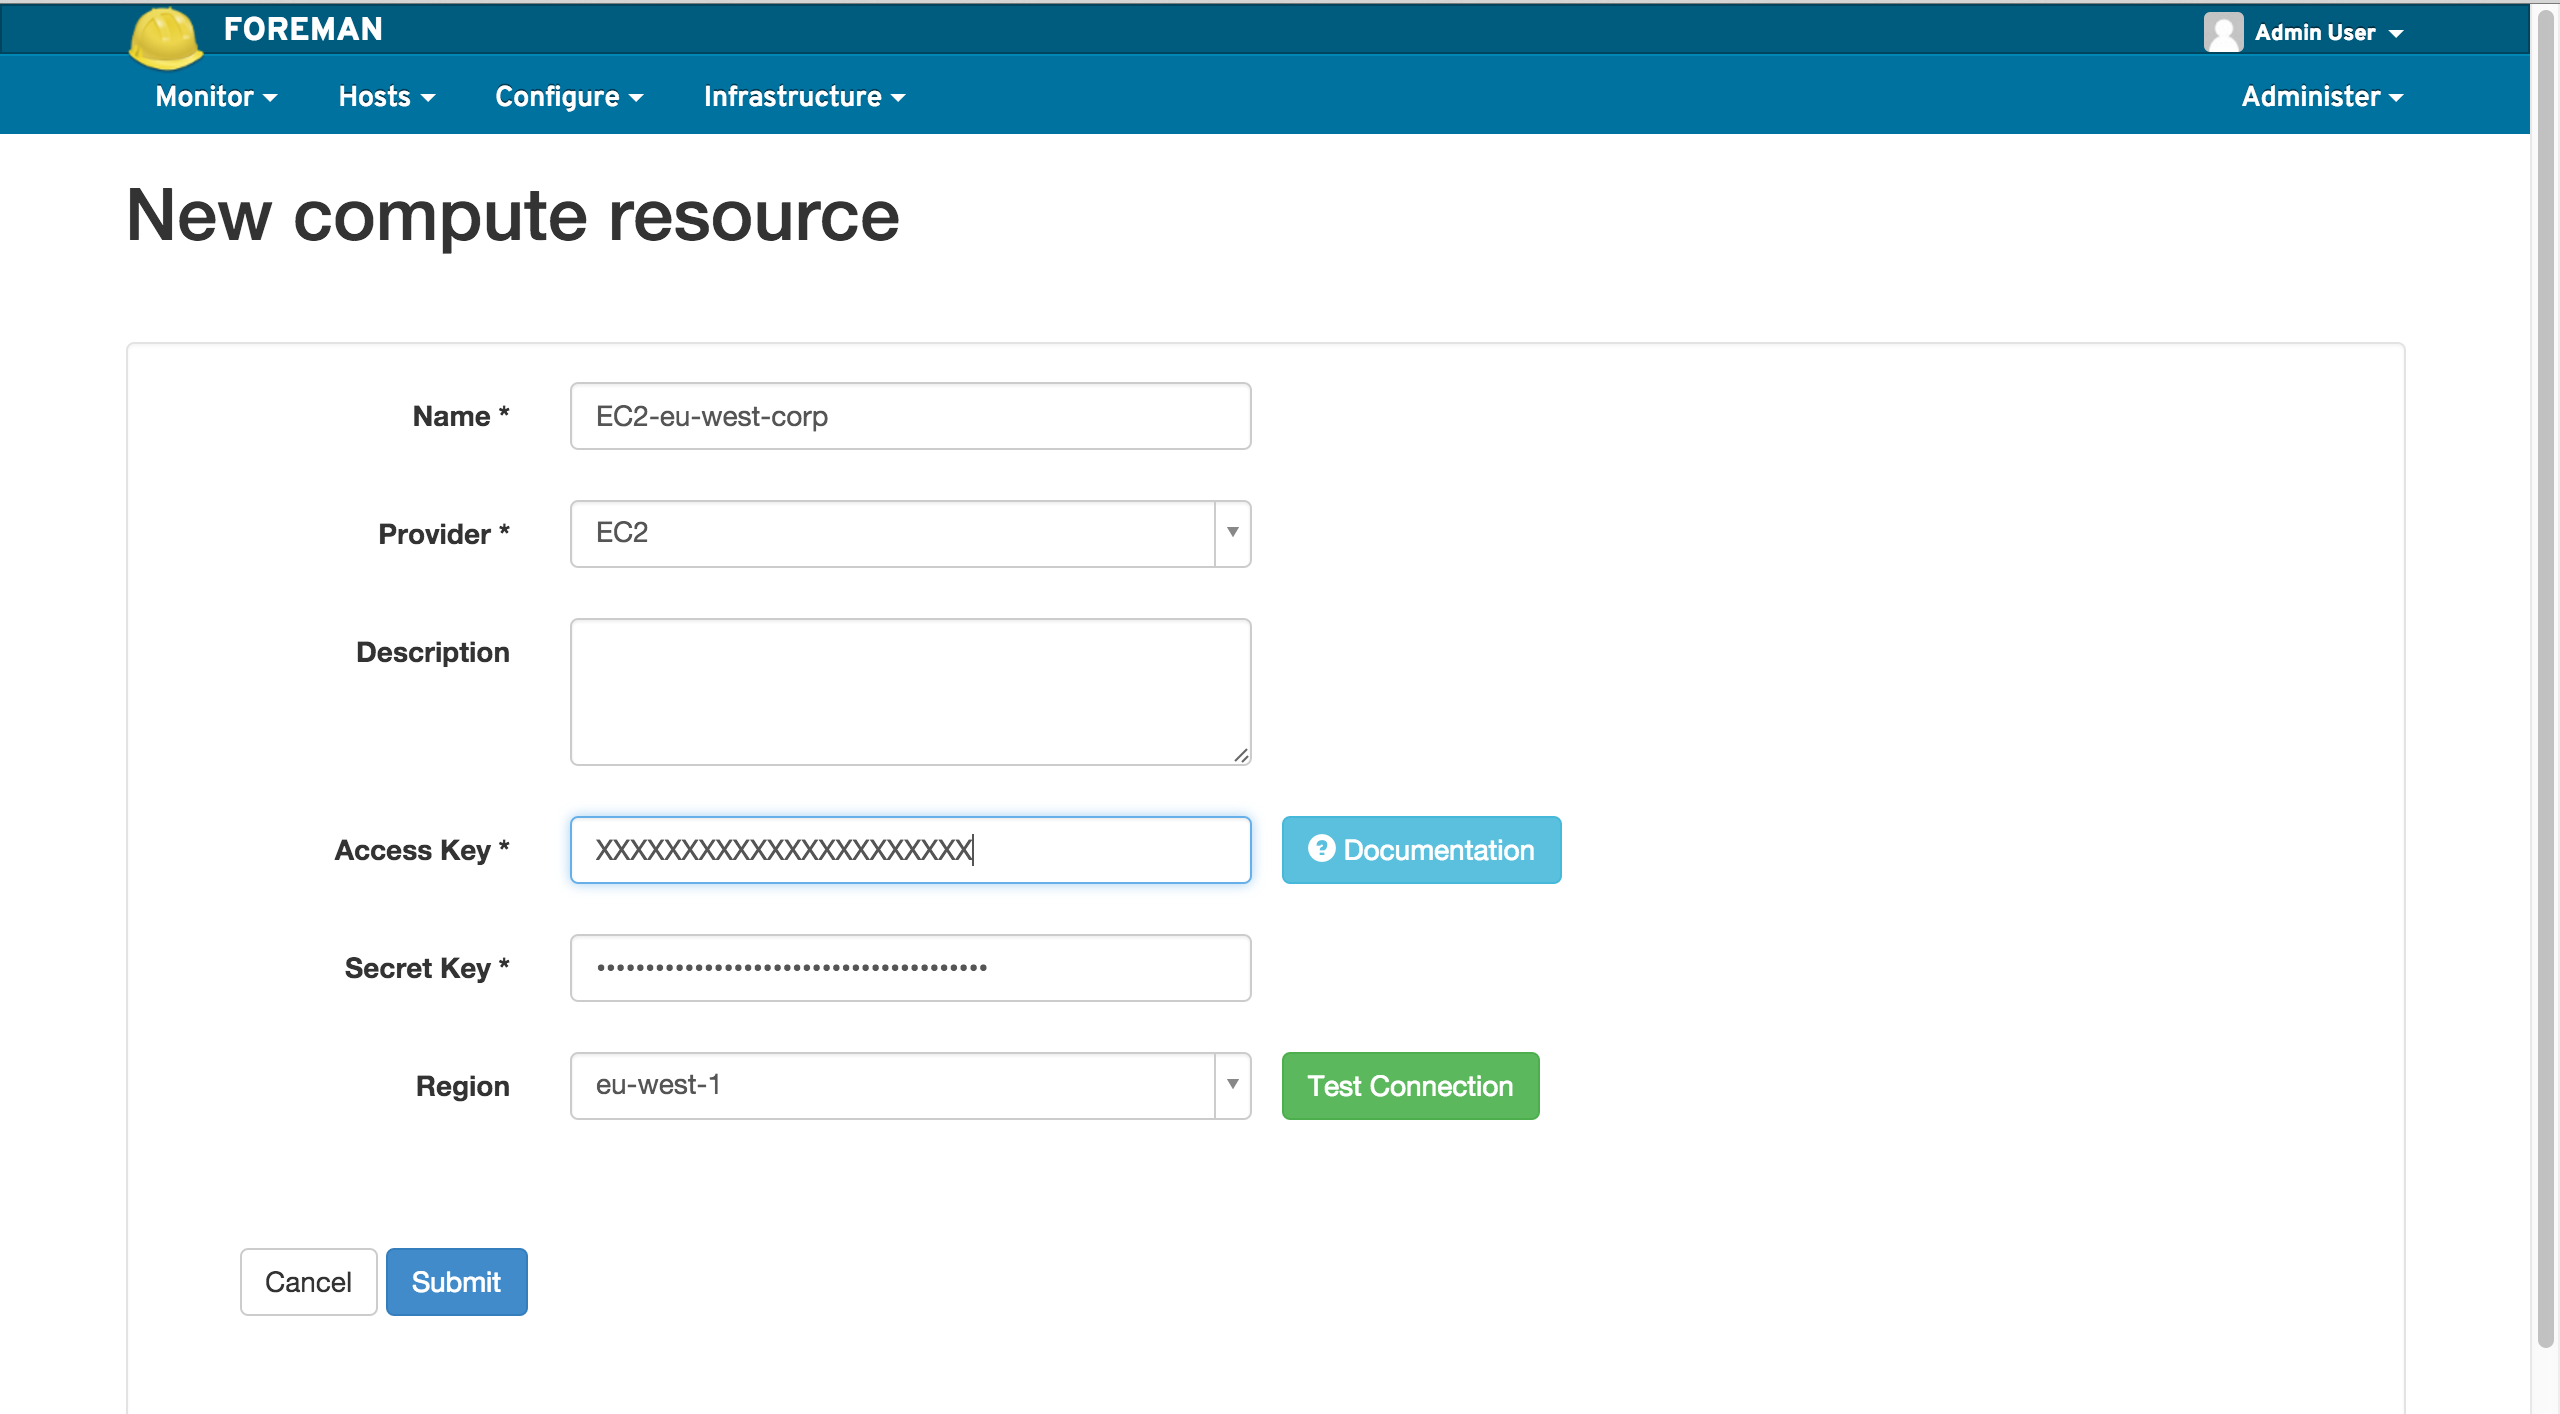 FOREMAN
Admin User
Monitor Hosts Configure Infrastructure Administer
New compute resource
Name * EC2-eu-west-corp
Provider * EC2
Description
Access Key * XXXXXXXXXXXXXXXXXXXXXX ? Documentation
Secret Key * ••••••••••••••••••••••••••••••••••••••••
Region eu-west-1 Test Connection
Cancel Submit